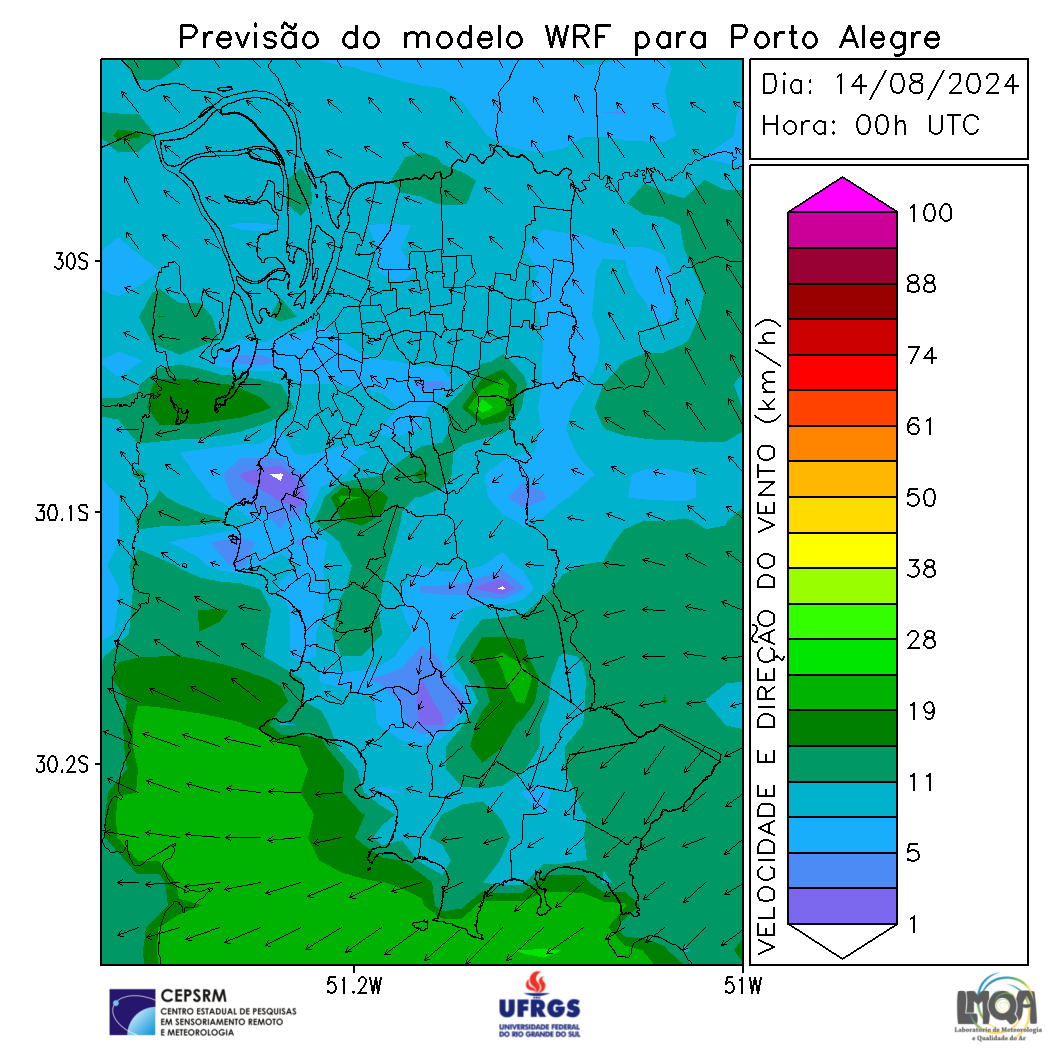 Previsão do modelo WRF para Porto Alegre
Dia: 14/08/2024
Hora: 00h UTC
30S
30.1S
30.2S
51.2W
51W
VELOCIDADE E DIREÇÃO DO VENTO (km/h)
100
88
74
61
50
38
28
19
11
5
1
CEPSRM
CENTRO ESTADUAL DE PESQUISAS
EM SENSORIAMENTO REMOTO
E METEOROLOGIA
UFRGS
UNIVERSIDADE FEDERAL
DO RIO GRANDE DO SUL
LMQA
Laboratório de Meteorologia
e Qualidade do Ar